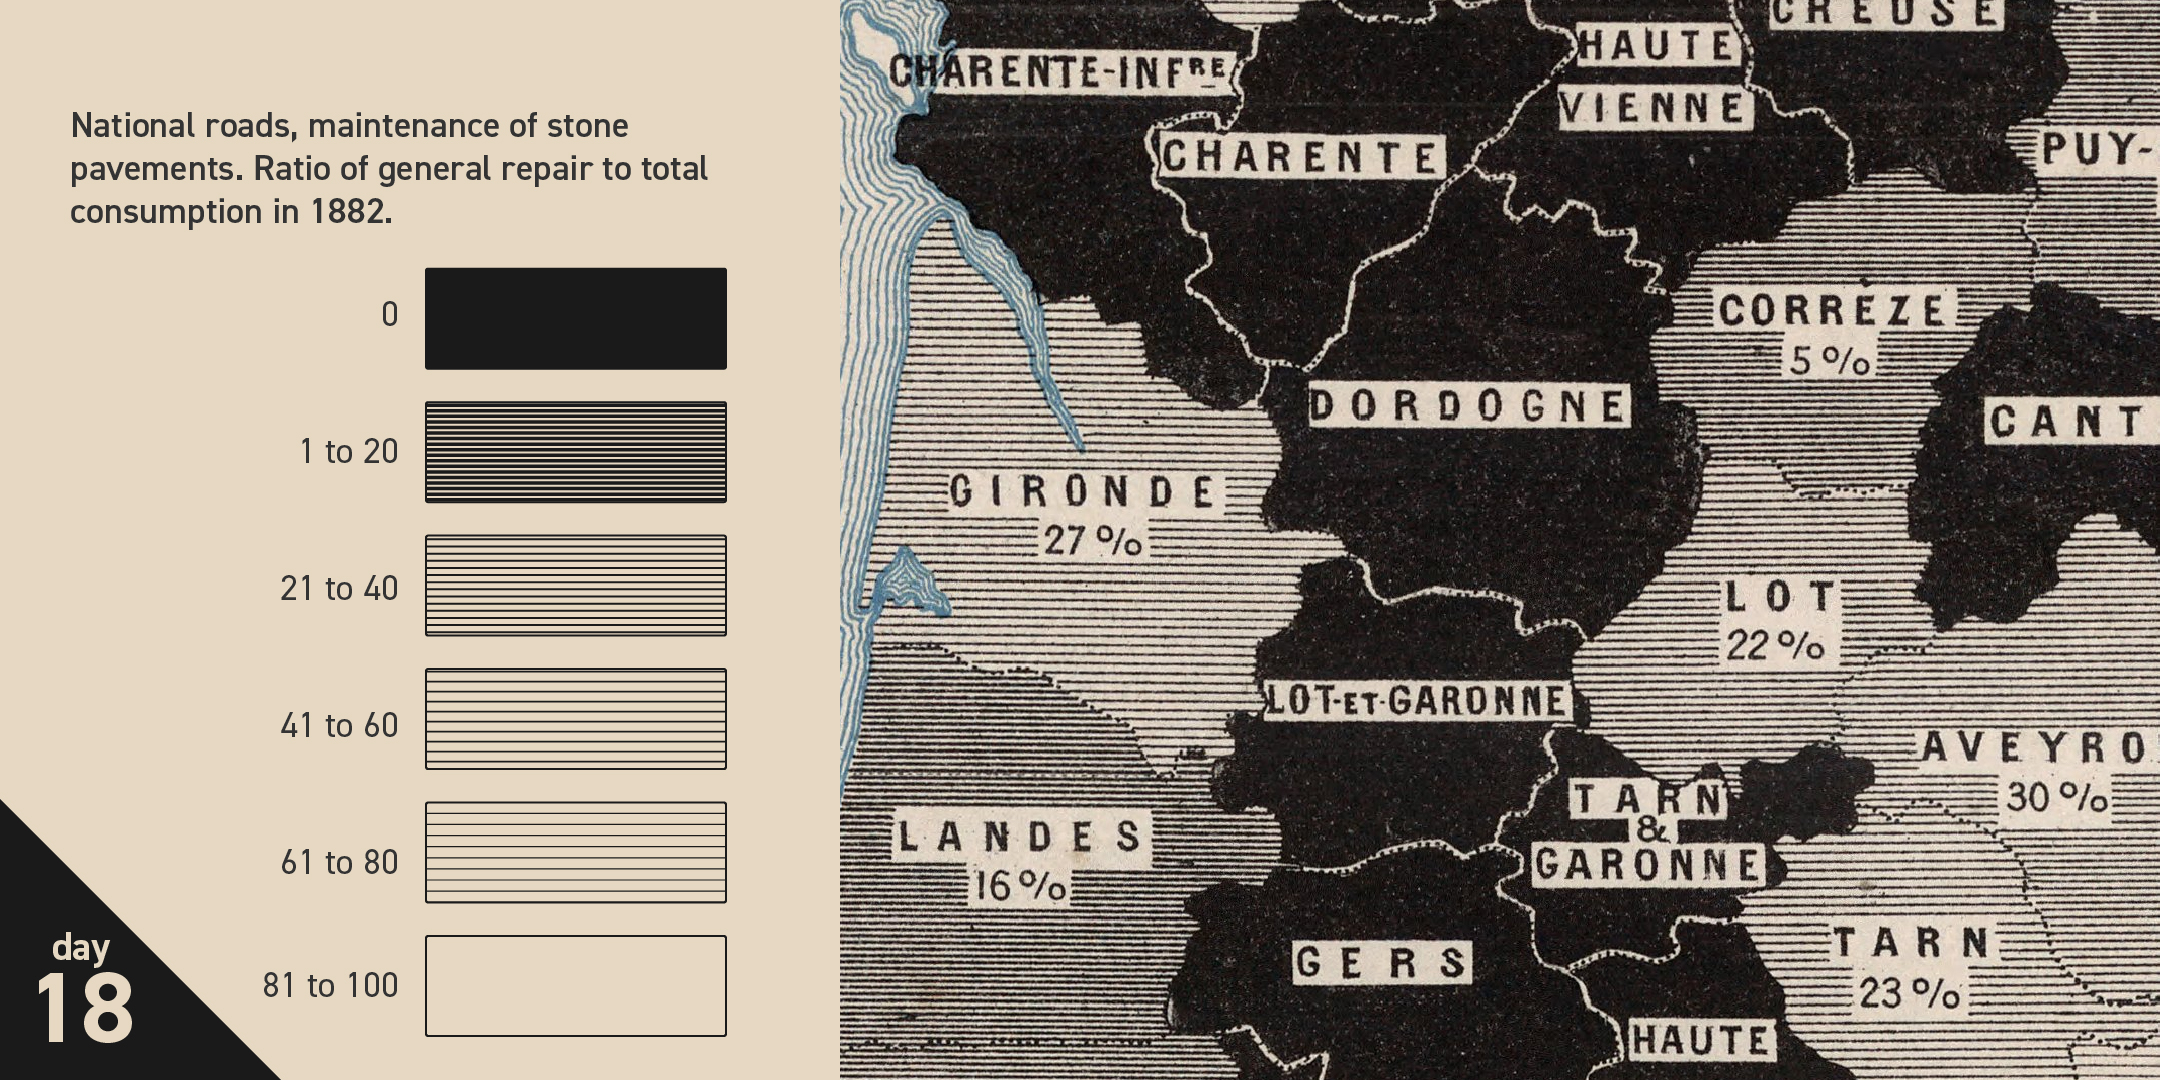 National roads, maintenance of stone
pavements. Ratio of general repair to total
consumption in 1882.
0
1 to 20
21 to 40
41 to 60
61 to 80
81 to 100
day
18
CREUSE
HAUTE
VIENNE
CHARENTE-INFRE
CHARENTE
PUY-
CORREZE
5 %
CANT
DORDOGNE
GIRONDE
27 %
LOT
22 %
LOT-ET-GARONNE
AVEYRO
30 %
TARN
&
GARONNE
LANDES
16 %
TARN
23 %
GERS
HAUTE